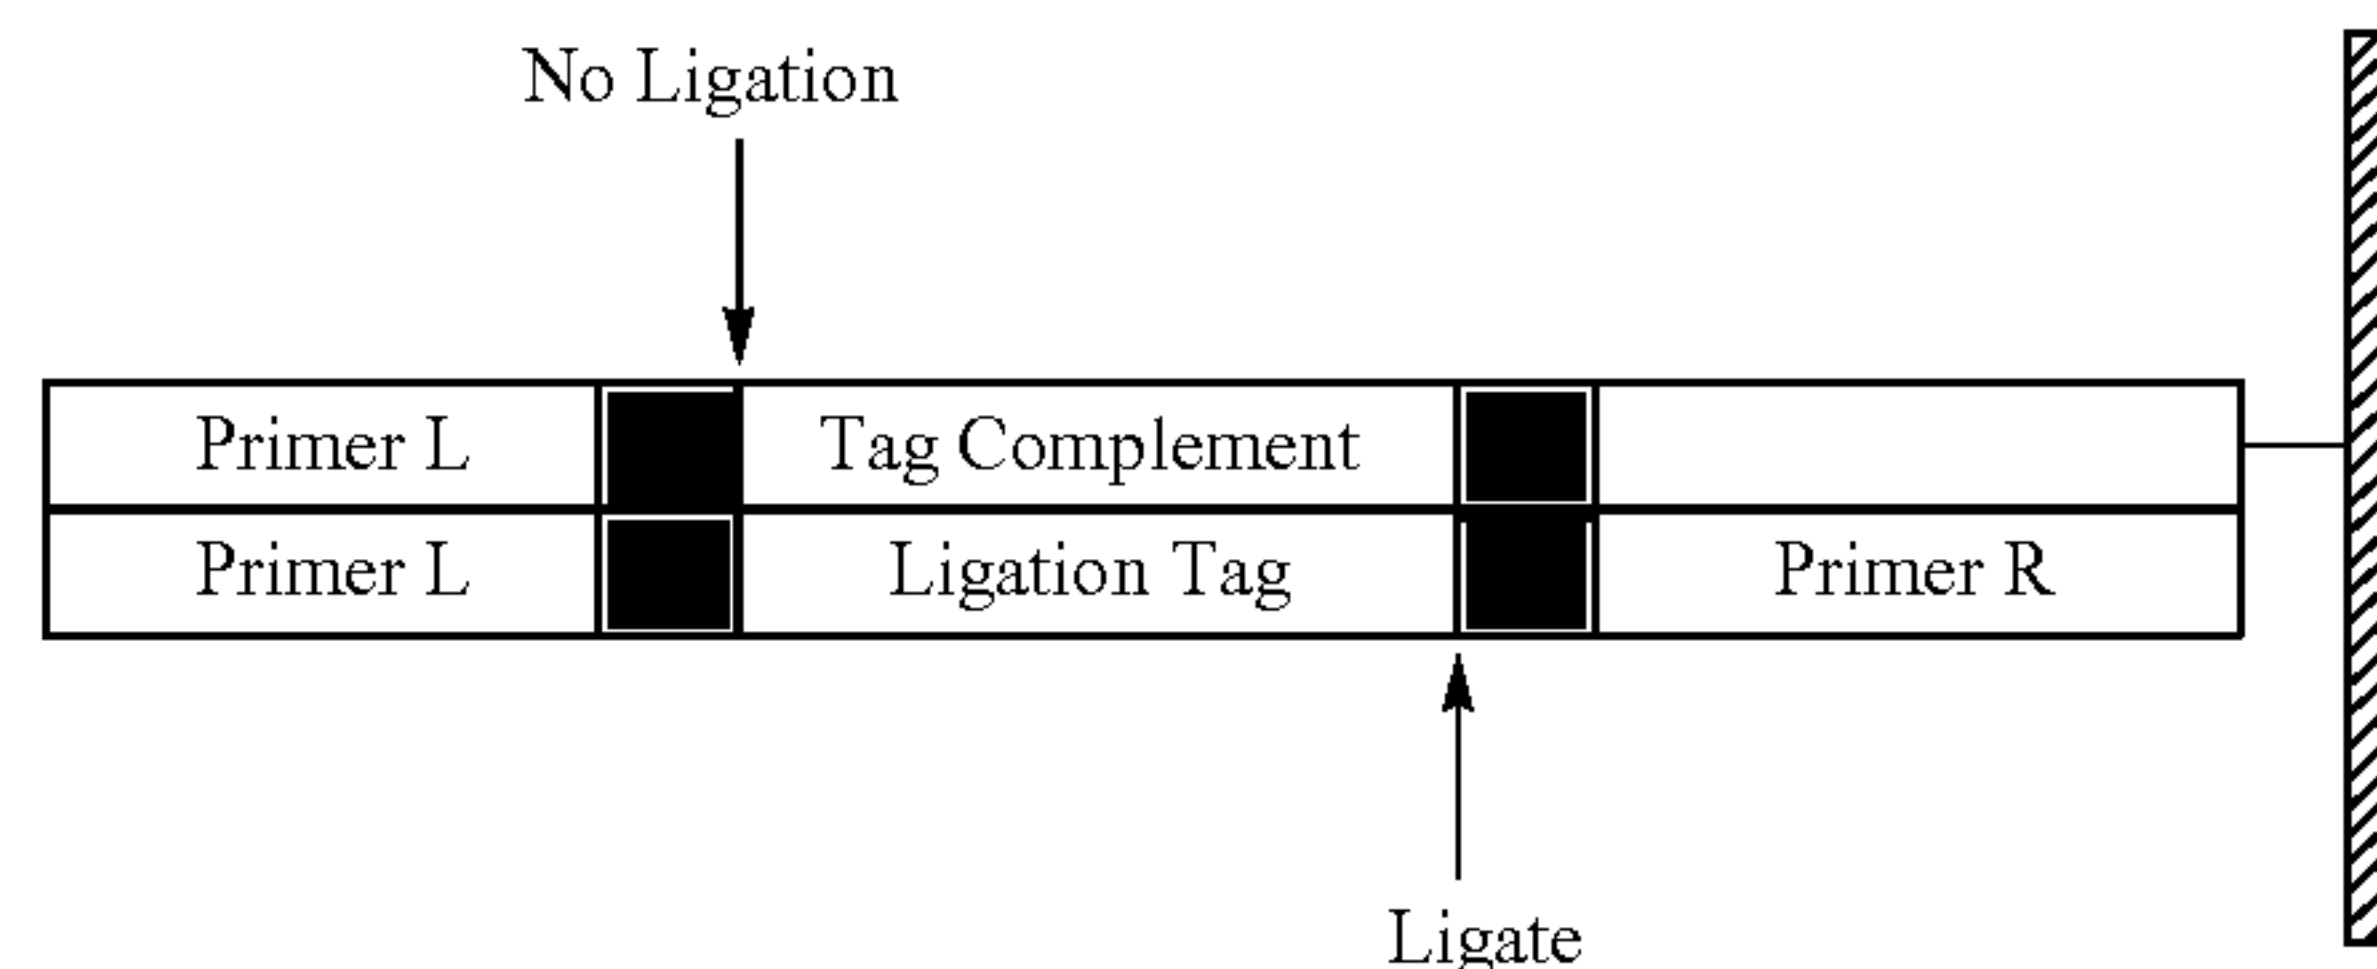 No Ligation
Primer L
Tag Complement
Primer L
Ligation Tag
Primer R
Ligate